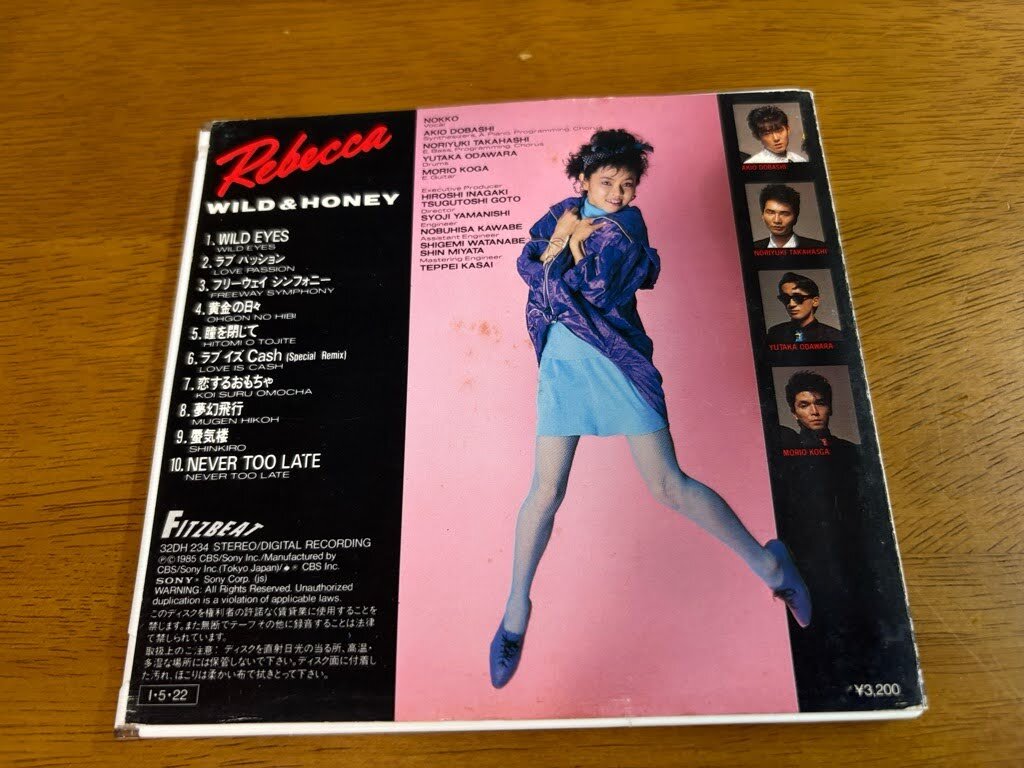 Rebecca
WILD & HONEY
1. WILD EYES
WILD EYES
2. ラブ パッション
LOVE PASSION
3. フリーウェイ シンフォニー
FREEWAY SYMPHONY
4. 黄金の日々
OHGON NO HIBI
5. 瞳を閉じて
HITOMI O TOJITE
6. ラブ イズ Cash (Special Remix)
LOVE IS CASH
7. 恋するおもちゃ
KOI SURU OMOCHA
8. 夢幻飛行
MUGEN HIKOH
9. 蜃気楼
SHINKIRO
10. NEVER TOO LATE
NEVER TOO LATE
FITZBEAT
32DH 234 STEREO/DIGITAL RECORDING
℗© 1985 CBS/Sony Inc./Manufactured by
CBS/Sony Inc.(Tokyo Japan)/ ® CBS Inc.
SONY ® Sony Corp. (js)
WARNING: All Rights Reserved. Unauthorized
duplication is a violation of applicable laws.
このディスクを権利者の許諾なく賃貸業に使用することを
禁じます。また無断でテープその他に録音することは法律
で禁じられています。
取扱上のご注意: ディスクを直射日光の当る所、高温・
多湿な場所には保管しないで下さい。ディスク面に付着し
た汚れ、ほこりは柔かい布で拭きとって下さい。
I・5・22
NOKKO
Vocal
AKIO DOBASHI
Synthesizers, A. Piano, Programming, Chorus
NORIYUKI TAKAHASHI
E. Bass, Programming, Chorus
YUTAKA ODAWARA
Drums
MORIO KOGA
E. Guitar
Executive Producer
HIROSHI INAGAKI
TSUGUTOSHI GOTO
Director
SYOJI YAMANISHI
Engineer
NOBUHISA KAWABE
Assistant Engineer
SHIGEMI WATANABE
SHIN MIYATA
Mastering Engineer
TEPPEI KASAI
AKIO DOBASHI
NORIYUKI TAKAHASHI
YUTAKA ODAWARA
MORIO KOGA
¥3,200